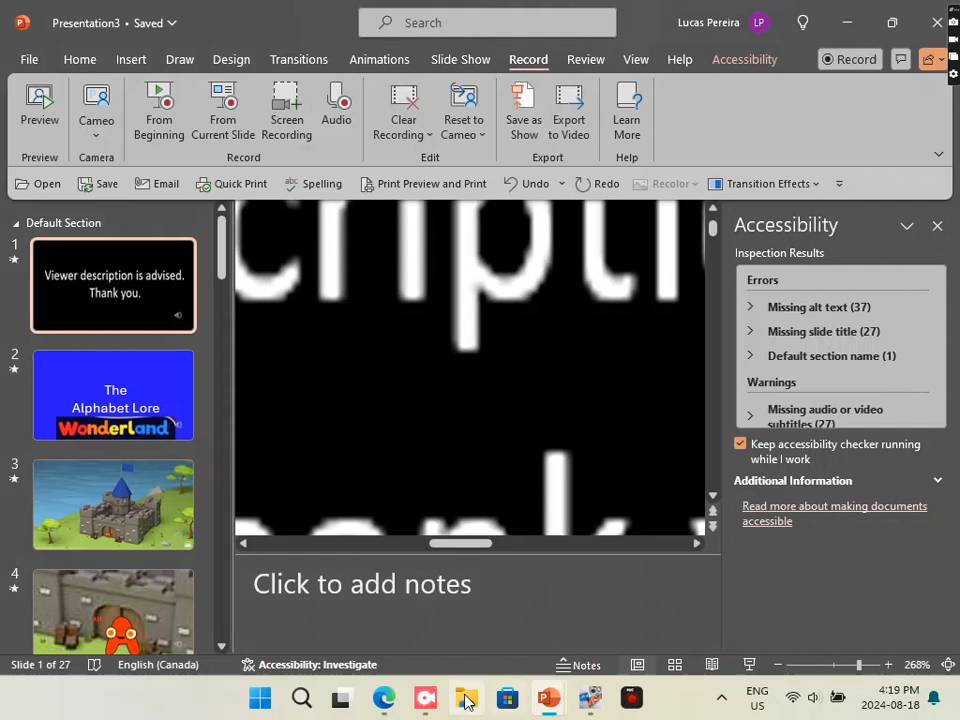 Presentation3 • Saved
Search
Lucas Pereira
LP
File
Home
Insert
Draw
Design
Transitions
Animations
Slide Show
Record
Review
View
Help
Accessibility
Record
Preview
Cameo
From Beginning
From Current Slide
Screen Recording
Audio
Clear Recording
Reset to Cameo
Save as Show
Export to Video
Learn More
Preview
Camera
Record
Edit
Export
Help
Open
Save
Email
Quick Print
Spelling
Print Preview and Print
Undo
Redo
Recolor
Transition Effects
Default Section
1
Viewer description is advised.
Thank you.
2
The
Alphabet Lore
Wonderland
3
4
Click to add notes
Accessibility
Inspection Results
Errors
Missing alt text (37)
Missing slide title (27)
Default section name (1)
Warnings
Missing audio or video
subtitles (27)
Keep accessibility checker running
while I work
Additional Information
Read more about making documents
accessible
Slide 1 of 27
English (Canada)
Accessibility: Investigate
Notes
268%
ENG
US
4:19 PM
2024-08-18